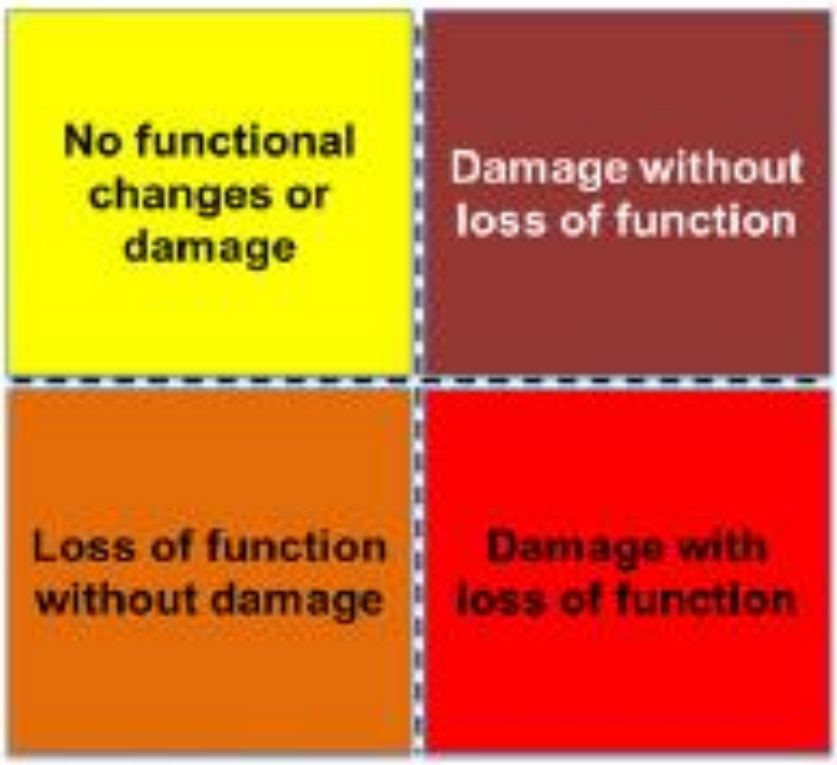 No functional
changes or
damage
Damage without
loss of function
Loss of function
without damage
Damage with
loss of function